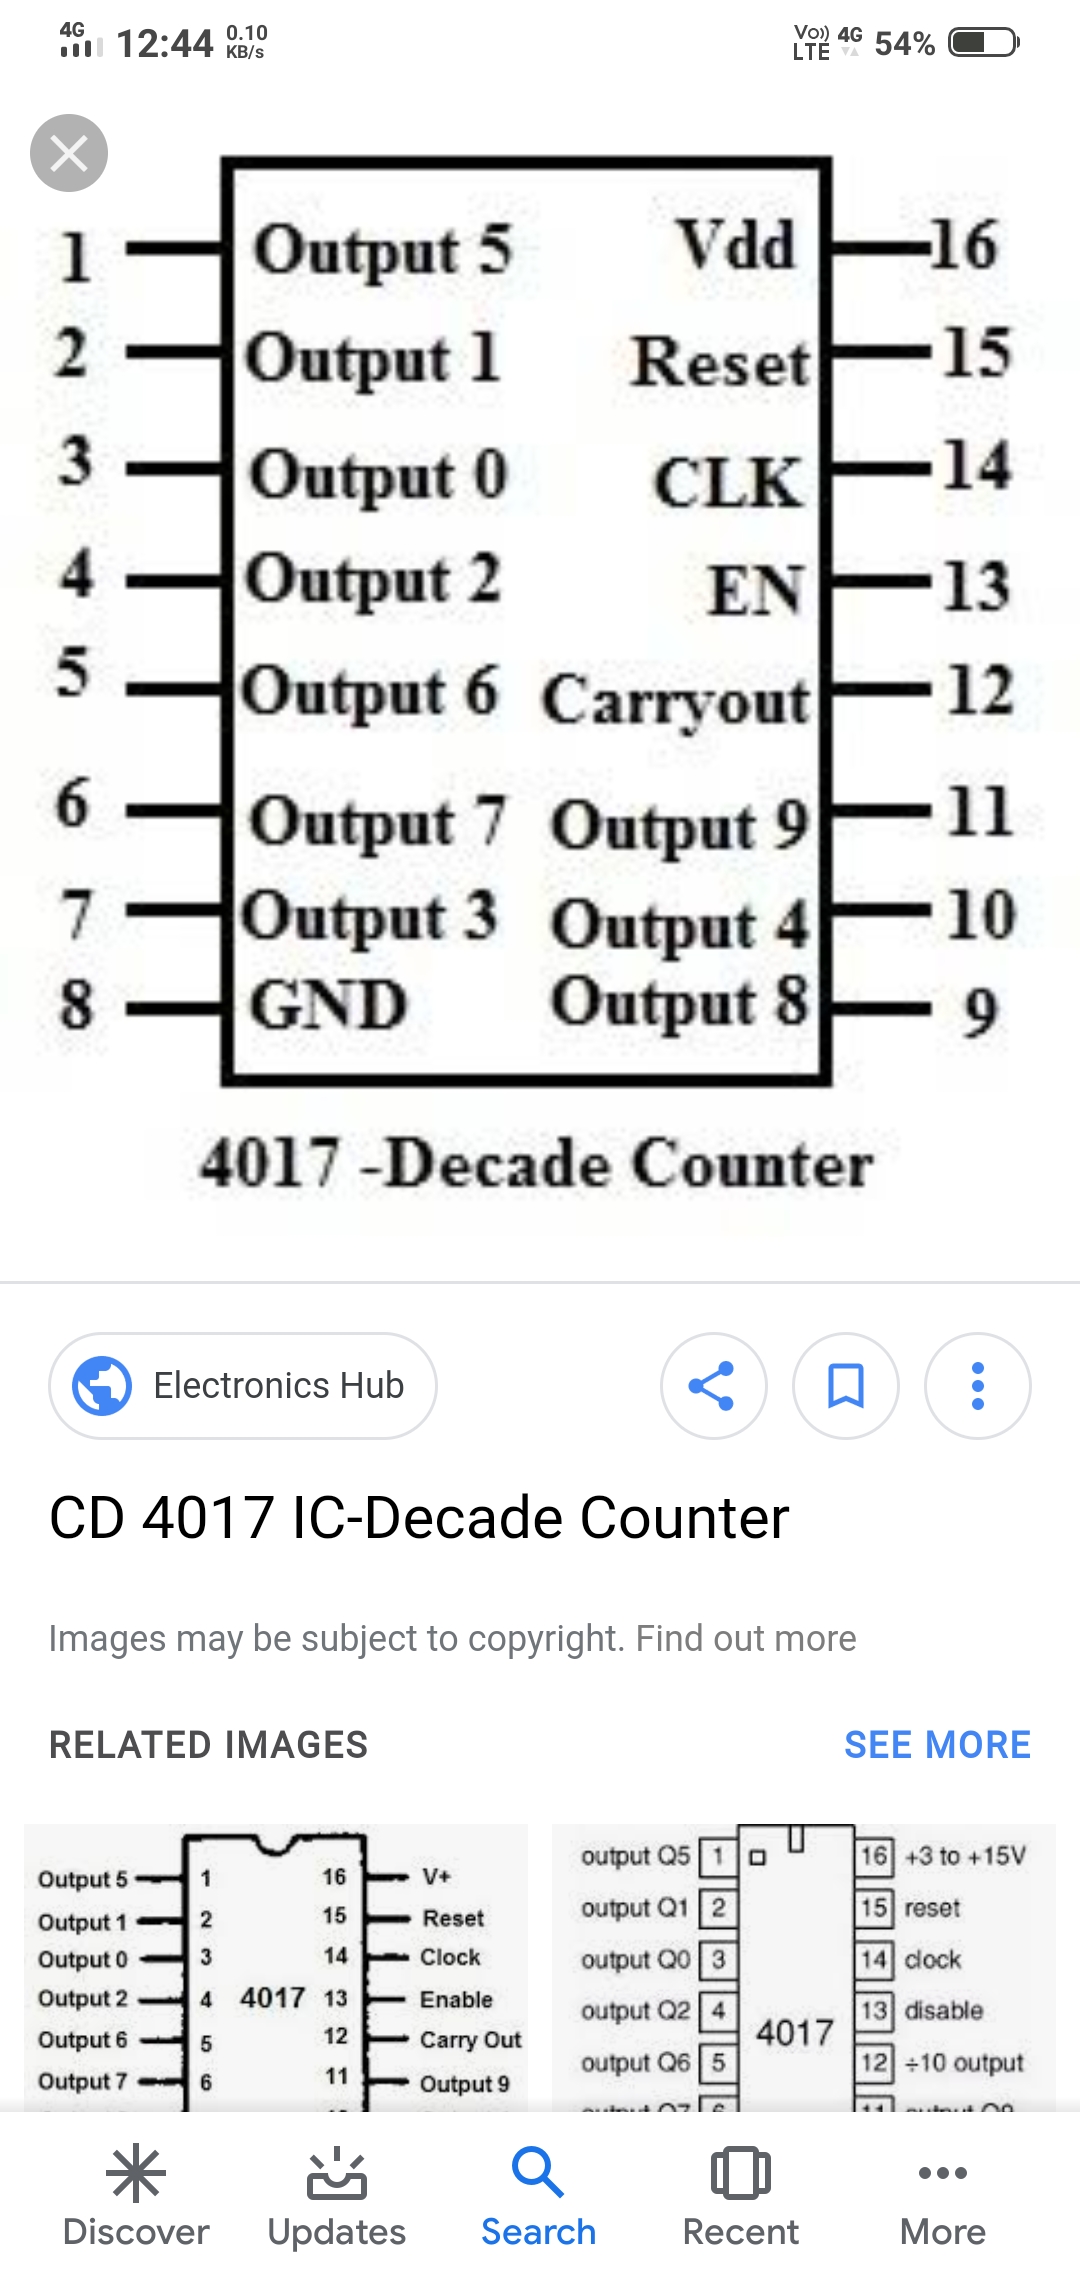 4G 12:44 0.10 KB/s Vo)) LTE 4G 54%
1 Output 5 Vdd 16
2 Output 1 Reset 15
3 Output 0 CLK 14
4 Output 2 EN 13
5 Output 6 Carryout 12
6 Output 7 Output 9 11
7 Output 3 Output 4 10
8 GND Output 8 9
4017 -Decade Counter
Electronics Hub
CD 4017 IC-Decade Counter
Images may be subject to copyright. Find out more
RELATED IMAGES SEE MORE
Output 5 1 16 V+
Output 1 2 15 Reset
Output 0 3 14 Clock
Output 2 4 4017 13 Enable
Output 6 5 12 Carry Out
Output 7 6 11 Output 9
output Q5 1 16 +3 to +15V
output Q1 2 15 reset
output Q0 3 14 clock
output Q2 4 13 disable
4017
output Q6 5 12 ÷10 output
Discover Updates Search Recent More